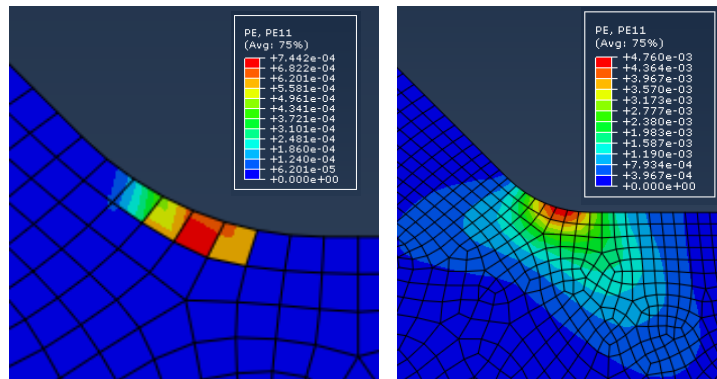 PE, PE11
(Avg: 75%)
+7.442e-04
+6.822e-04
+6.201e-04
+5.581e-04
+4.961e-04
+4.341e-04
+3.721e-04
+3.101e-04
+2.481e-04
+1.860e-04
+1.240e-04
+6.201e-05
+0.000e+00
PE, PE11
(Avg: 75%)
+4.760e-03
+4.364e-03
+3.967e-03
+3.570e-03
+3.173e-03
+2.777e-03
+2.380e-03
+1.983e-03
+1.587e-03
+1.190e-03
+7.934e-04
+3.967e-04
+0.000e+00